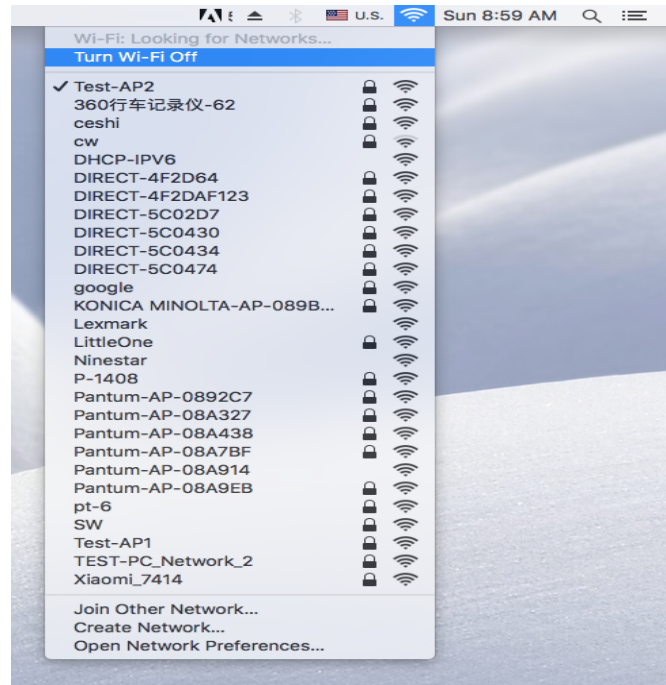 U.S. Sun 8:59 AM
Wi-Fi: Looking for Networks...
Turn Wi-Fi Off
Test-AP2
360行车记录仪-62
ceshi
cw
DHCP-IPV6
DIRECT-4F2D64
DIRECT-4F2DAF123
DIRECT-5C02D7
DIRECT-5C0430
DIRECT-5C0434
DIRECT-5C0474
google
KONICA MINOLTA-AP-089B...
Lexmark
LittleOne
Ninestar
P-1408
Pantum-AP-0892C7
Pantum-AP-08A327
Pantum-AP-08A438
Pantum-AP-08A7BF
Pantum-AP-08A914
Pantum-AP-08A9EB
pt-6
SW
Test-AP1
TEST-PC_Network_2
Xiaomi_7414
Join Other Network...
Create Network...
Open Network Preferences...